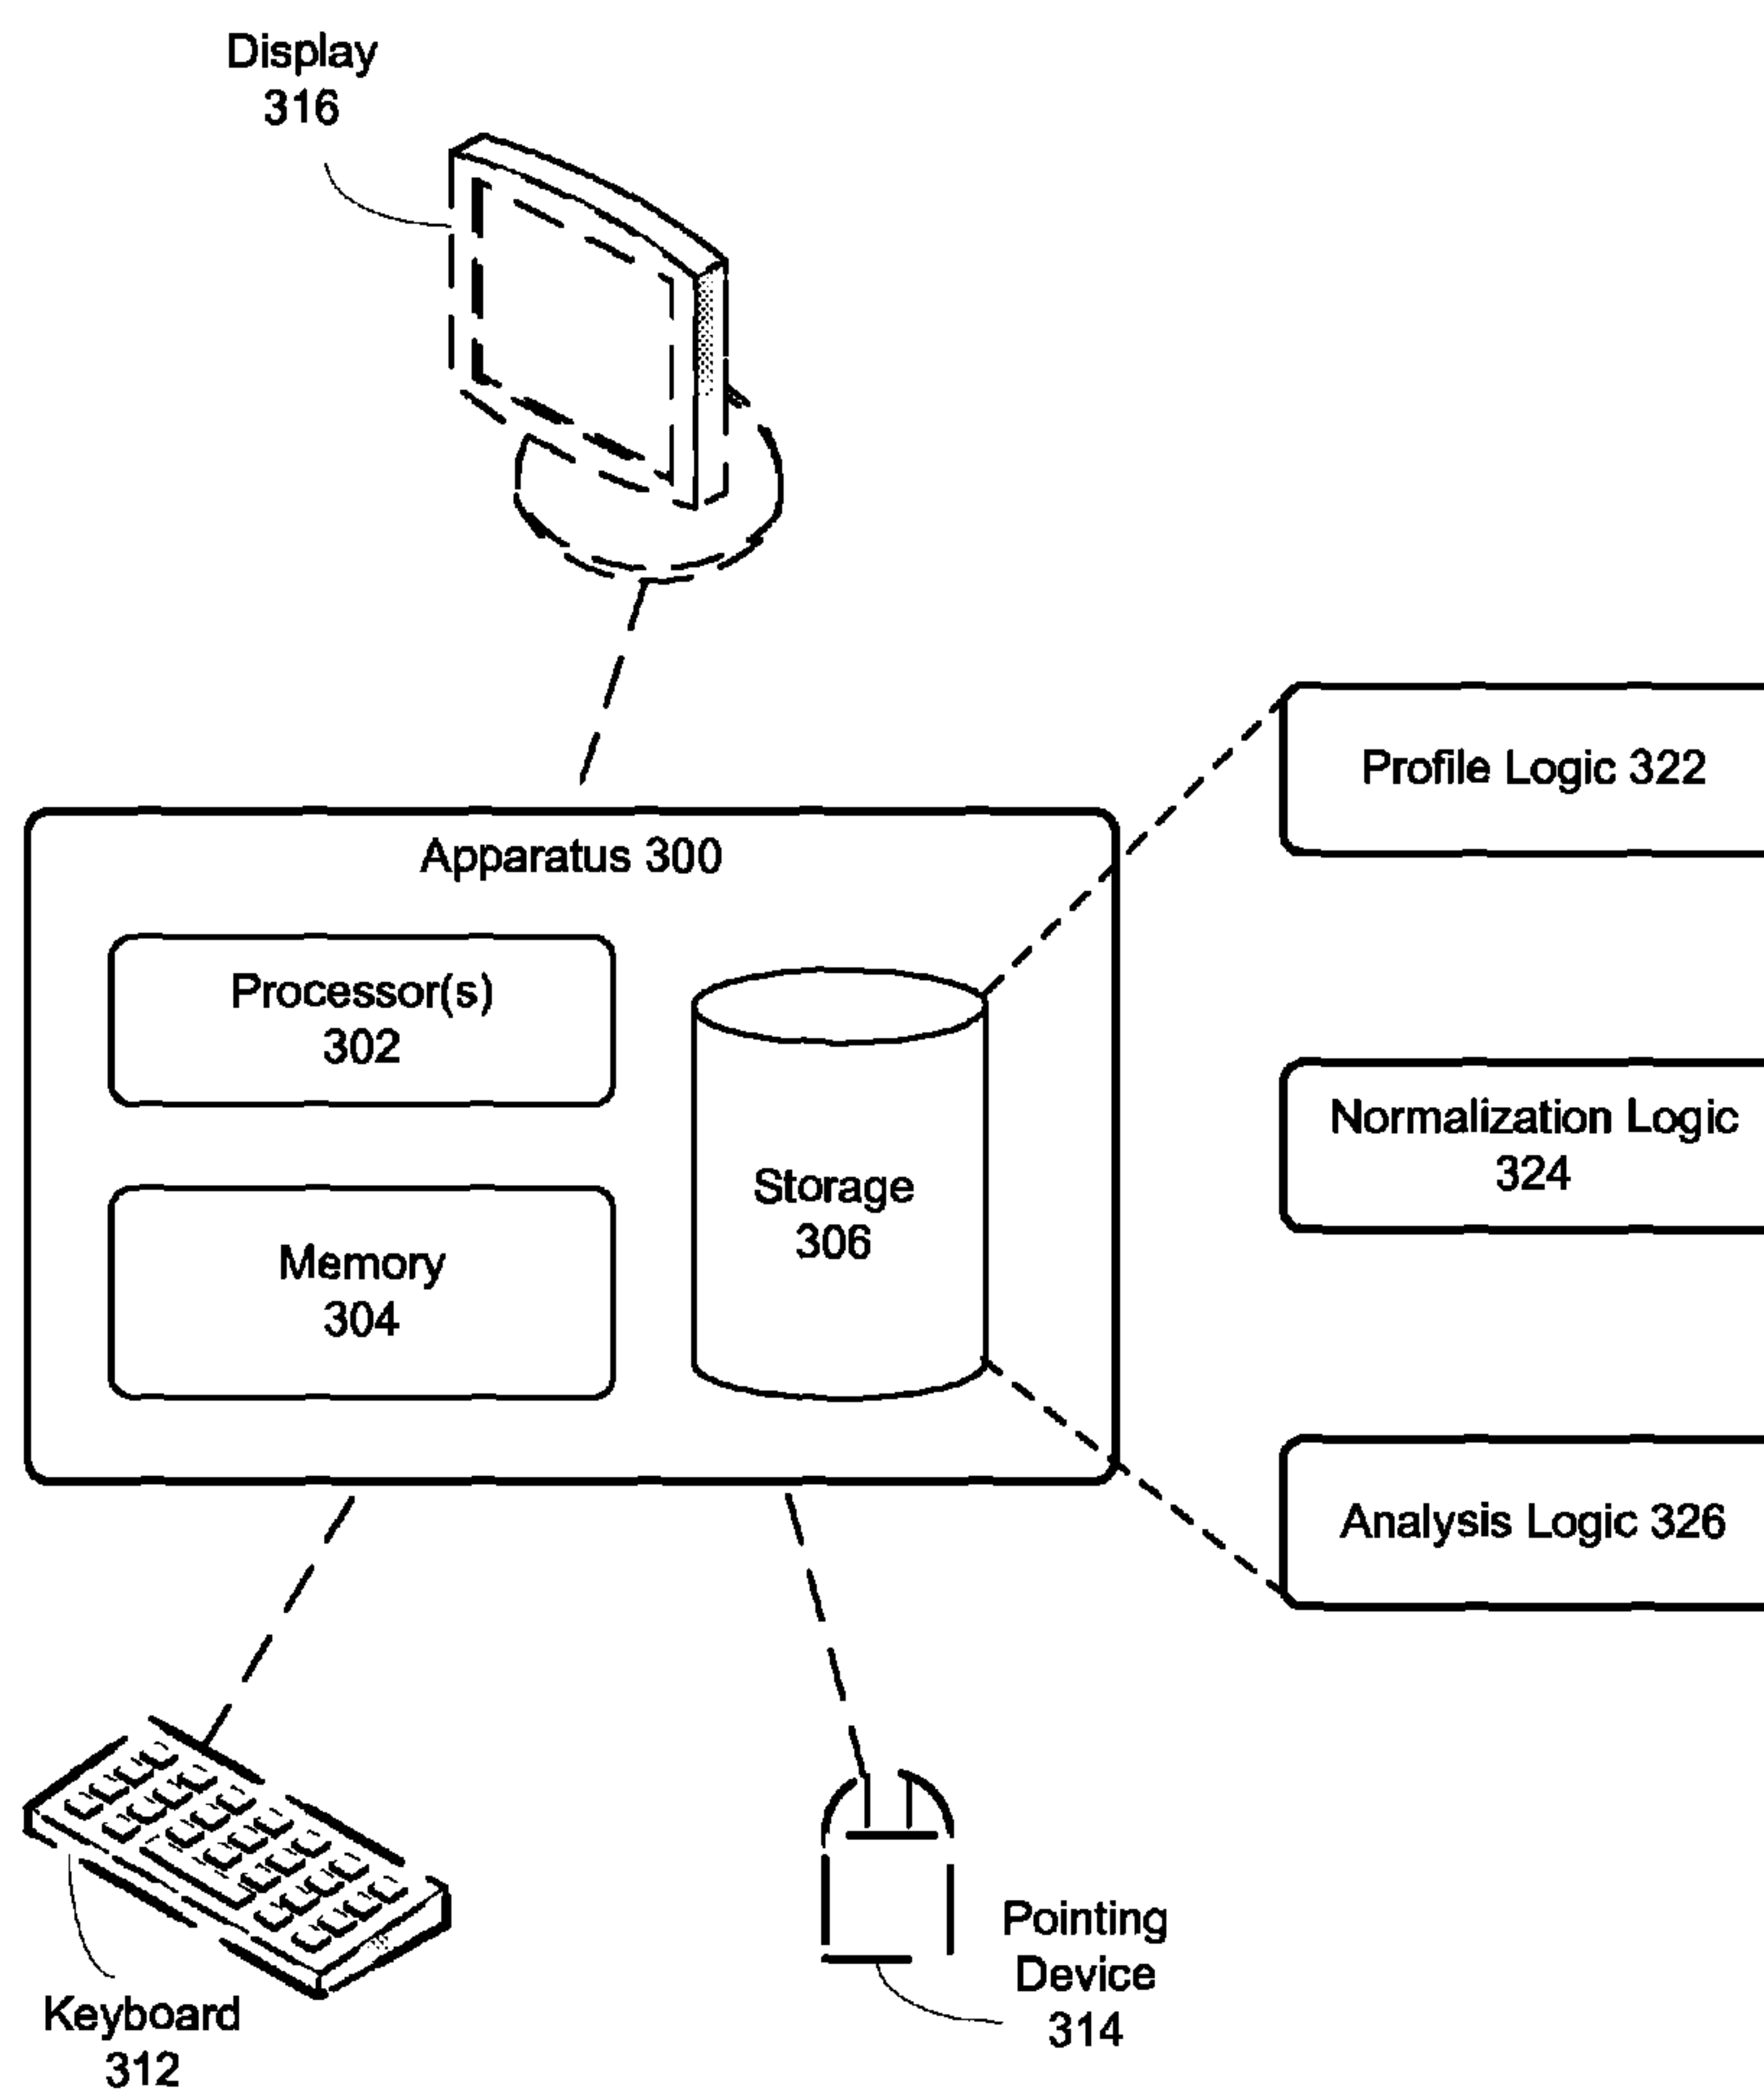 Display
316
Profile Logic 322
Apparatus 300
Processor(s)
302
Normalization Logic
324
Storage
306
Memory
304
Analysis Logic 326
Pointing
Device
314
Keyboard
312